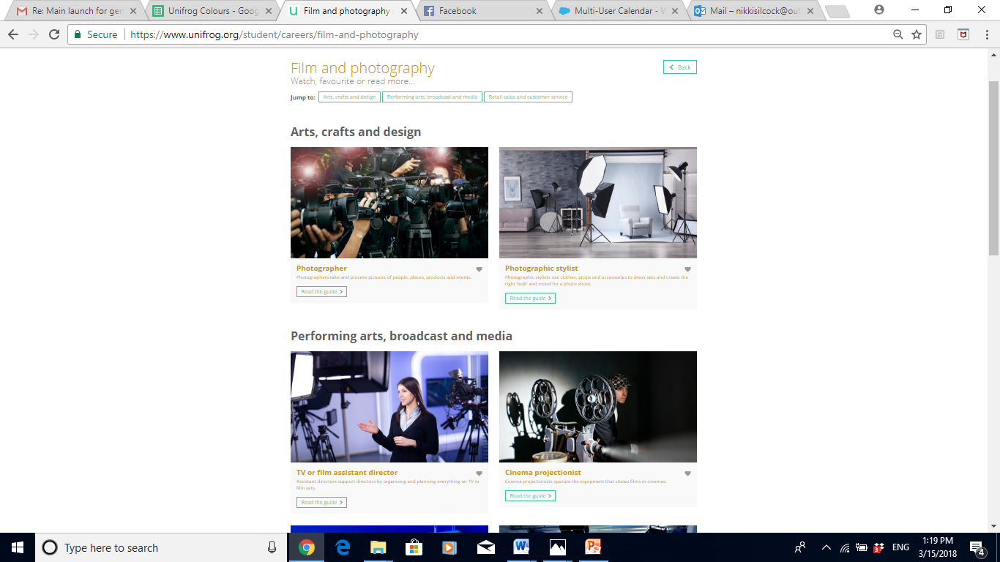 Re: Main launch for gen
Unifrog Colours - Goog
Film and photography
Facebook
Multi-User Calendar -
Mail – nikkisilcock@out
Secure
https://www.unifrog.org/student/careers/film-and-photography
Film and photography
Back
Watch, favourite or read more...
Jump to: Arts, crafts and design Performing arts, broadcast and media Retail sales and customer service
Arts, crafts and design
Photographer
Photographers take and process pictures of people, places, products and events.
Read the guide
Photographic stylist
Photographic stylists use clothes, props and accessories to dress sets and create the
right 'look' and mood for a photo shoot.
Read the guide
Performing arts, broadcast and media
TV or film assistant director
Assistant directors support directors by organising and planning everything on TV or
film sets.
Read the guide
Cinema projectionist
Cinema projectionists operate the equipment that shows films in cinemas.
Read the guide
Type here to search
ENG
1:19 PM
3/15/2018
4